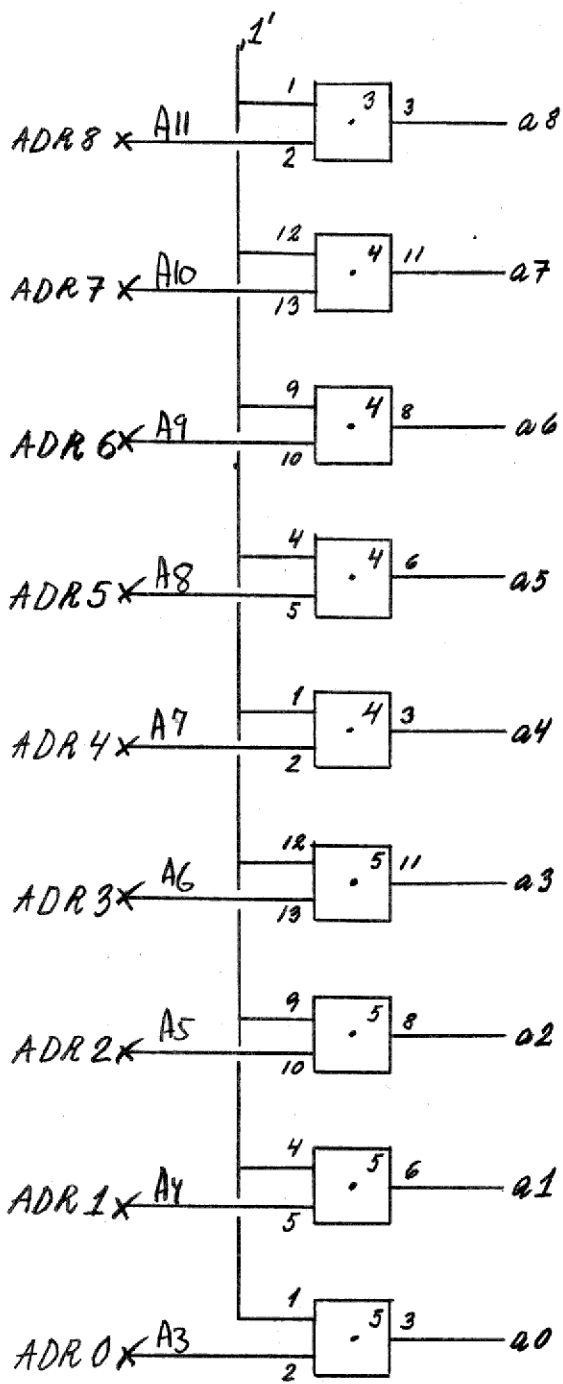 1'
1 3 3
ADR8 A11 a8
2
12 4 11
ADR7 A10 a7
13
9 4 8
ADR6 A9 a6
10
4 4 6
ADR5 A8 a5
5
1 4 3
ADR4 A7 a4
2
12 5 11
ADR3 A6 a3
13
9 5 8
ADR2 A5 a2
10
4 5 6
ADR1 A4 a1
5
1 5 3
ADR0 A3 a0
2